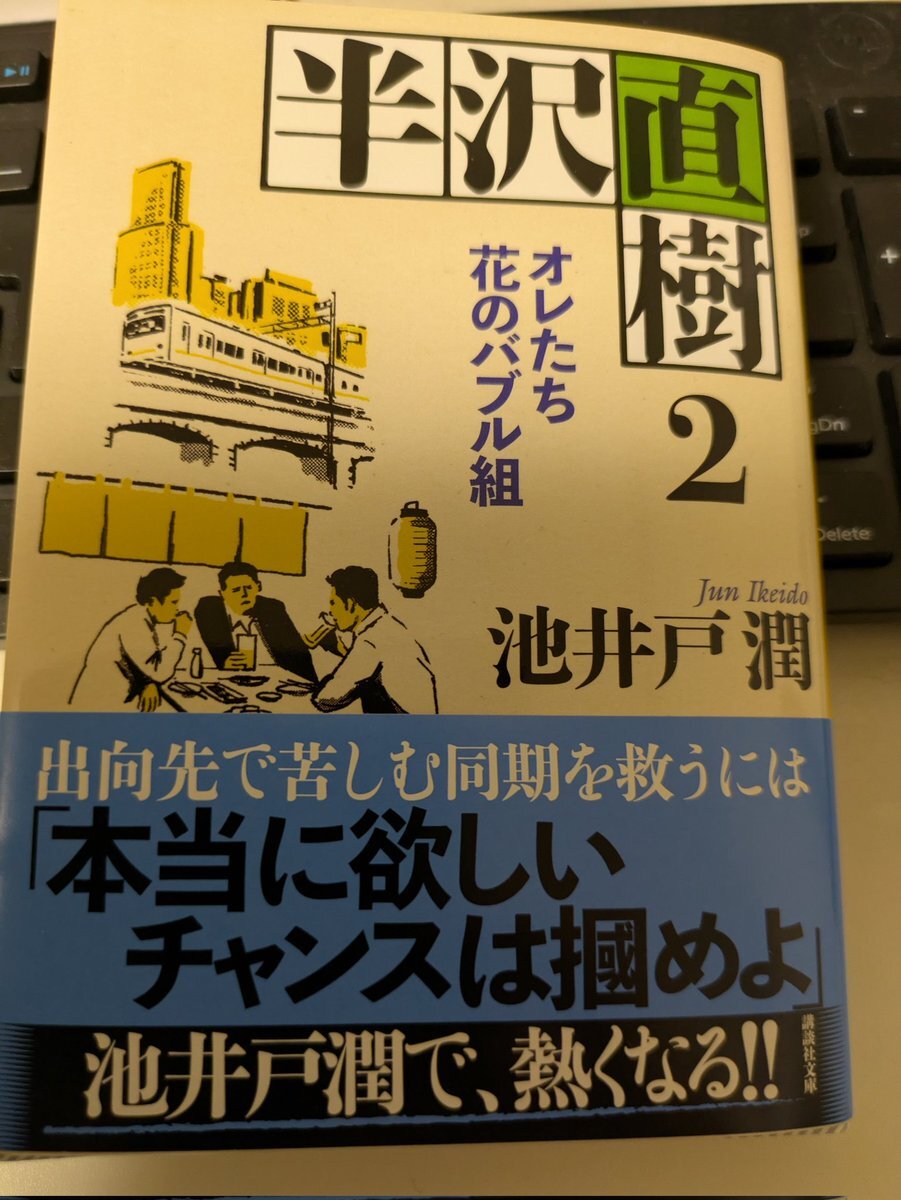 半沢直樹
2
オレたち
花のバブル組
Jun Ikeido
池井戸 潤
出向先で苦しむ同期を救うには
「本当に欲しい
チャンスは摑めよ」
池井戸潤で、熱くなる!!
講談社文庫
gDn
Delete
+